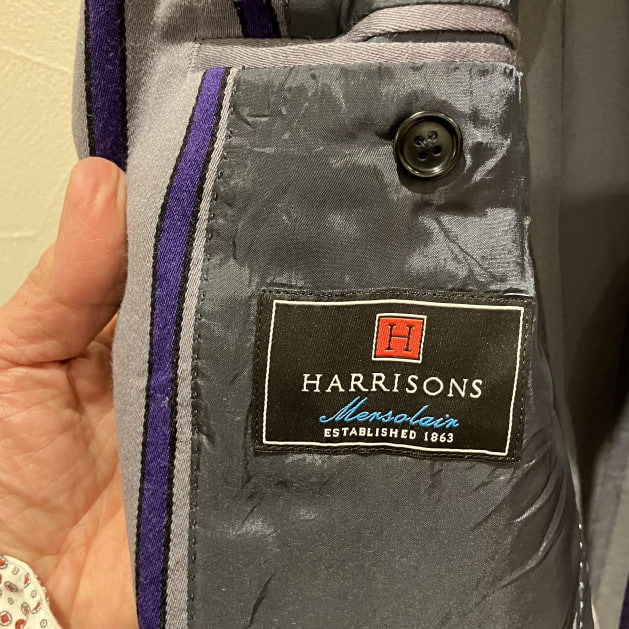 H
HARRISONS
Mersolair
ESTABLISHED 1863